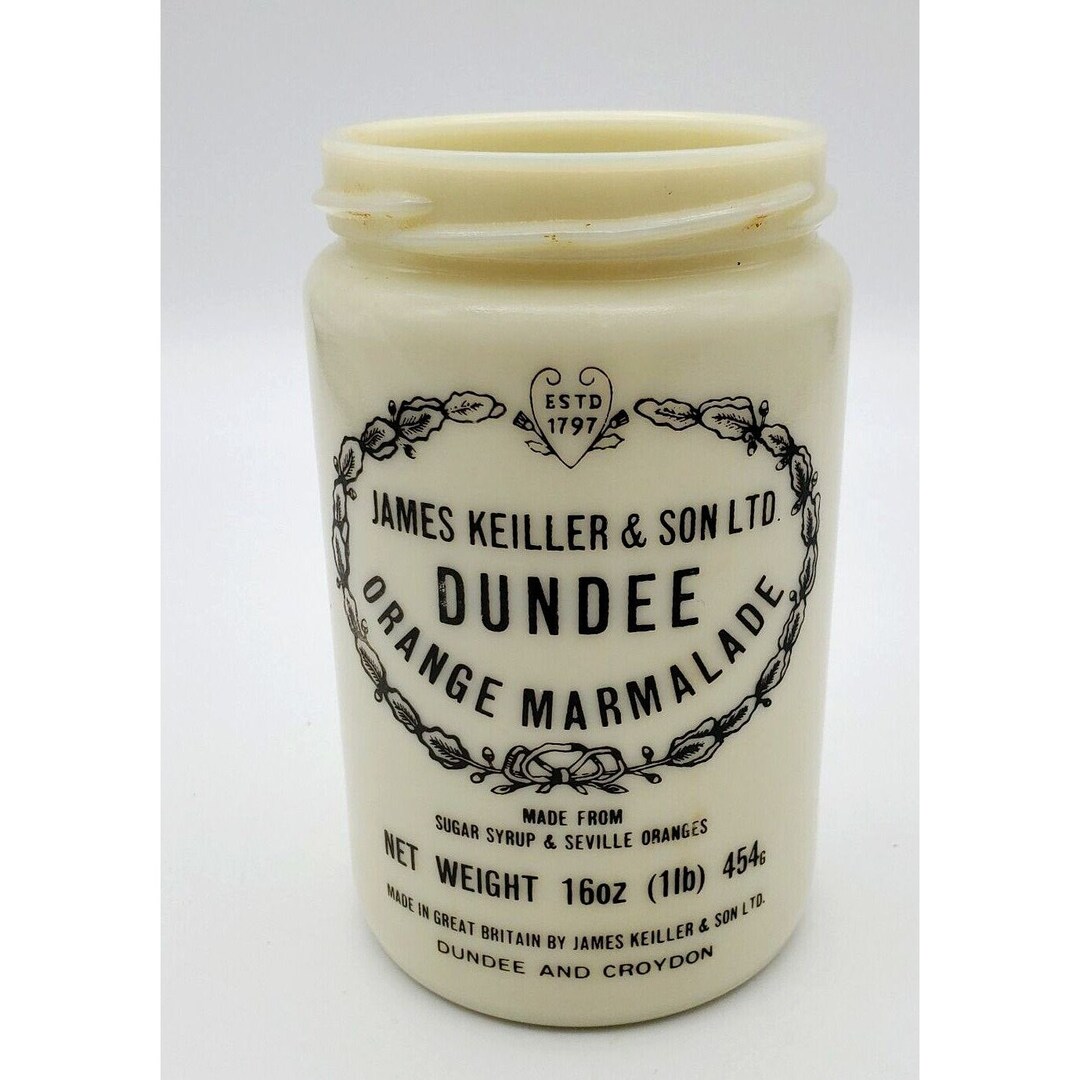 ESTD
1797
JAMES KEILLER & SON LTD.
DUNDEE
ORANGE MARMALADE
MADE FROM
SUGAR SYRUP & SEVILLE ORANGES
NET WEIGHT 16oz (1lb) 454G
MADE IN GREAT BRITAIN BY JAMES KEILLER & SON LTD.
DUNDEE AND CROYDON